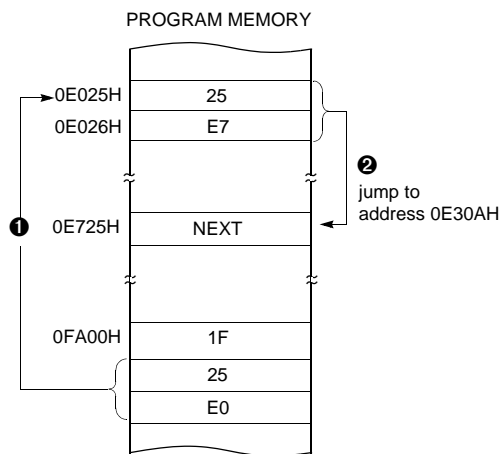 PROGRAM MEMORY
0E025H 25
0E026H E7
❷
jump to
address 0E30AH
❶ 0E725H NEXT
0FA00H 1F
25
E0